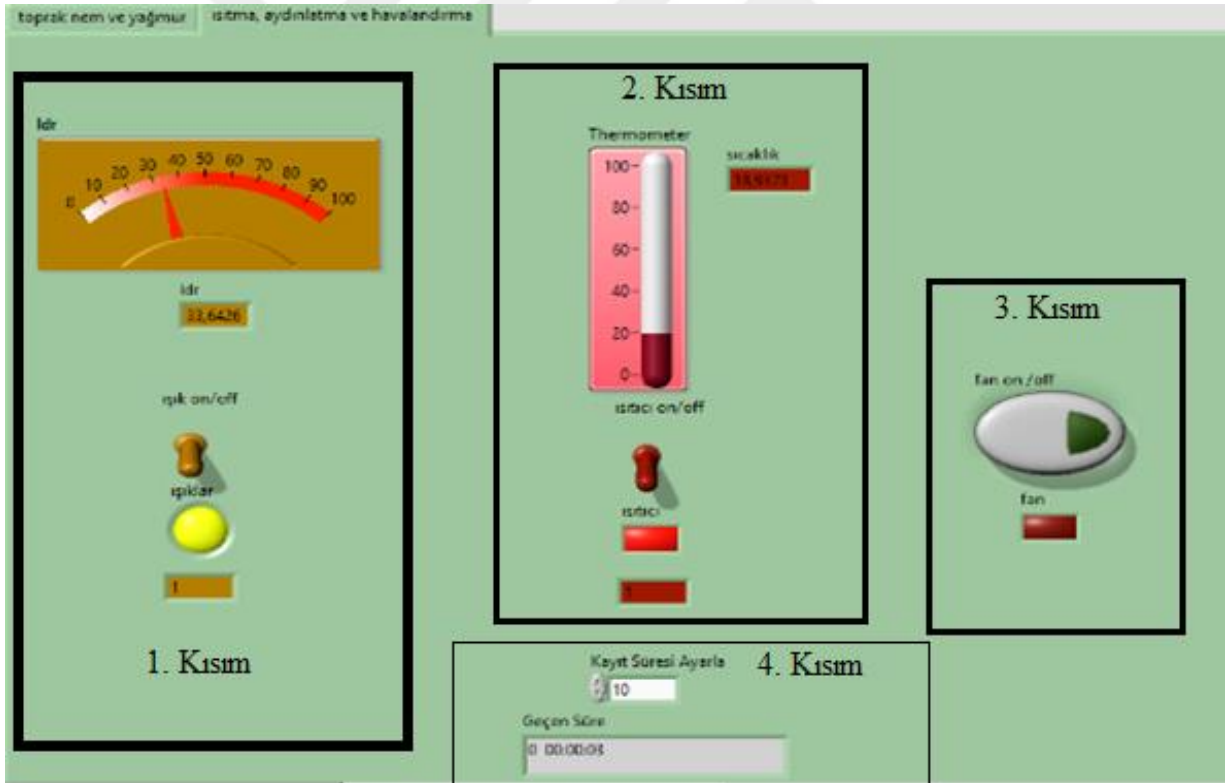 toprak nem ve yağmur
ısıtma, aydınlatma ve havalandırma
1. Kısım
ldr
0 10 20 30 40 50 60 70 80 90 100
ldr
33,6426
ışık on/off
ışıklar
1
2. Kısım
Thermometer
100
80
60
40
20
0
sıcaklık
ısıtıcı on/off
ısıtıcı
1
3. Kısım
fan on /off
fan
4. Kısım
Kayıt Süresi Ayarla
10
Geçen Süre
0 00:00:03